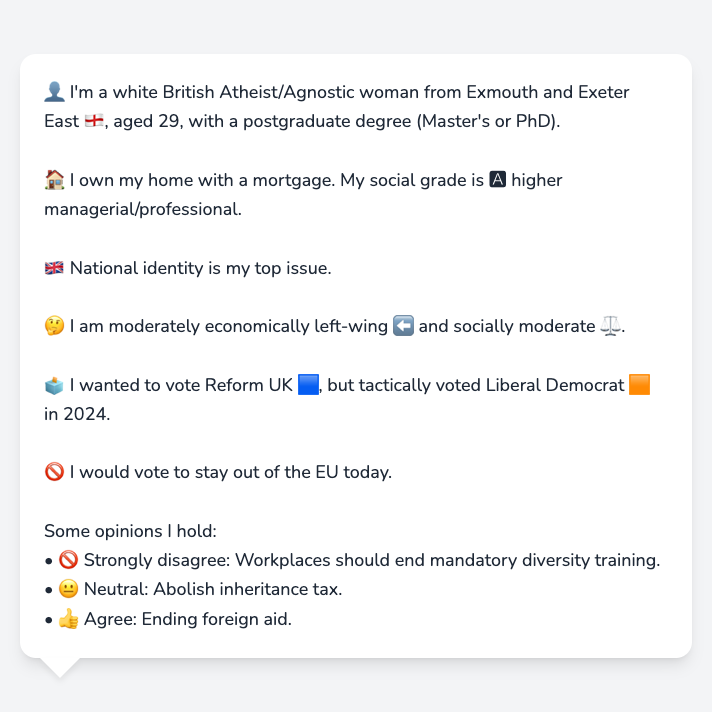 👤 I'm a white British Atheist/Agnostic woman from Exmouth and Exeter
East 🏴󠁧󠁢󠁥󠁮󠁧󠁿, aged 29, with a postgraduate degree (Master's or PhD).
🏠 I own my home with a mortgage. My social grade is 🅰 higher
managerial/professional.
🇬🇧 National identity is my top issue.
🤔 I am moderately economically left-wing ⬅️ and socially moderate ⚖️.
🗳️ I wanted to vote Reform UK 🟦, but tactically voted Liberal Democrat 🟧
in 2024.
🚫 I would vote to stay out of the EU today.
Some opinions I hold:
• 🚫 Strongly disagree: Workplaces should end mandatory diversity training.
• 😐 Neutral: Abolish inheritance tax.
• 👍 Agree: Ending foreign aid.